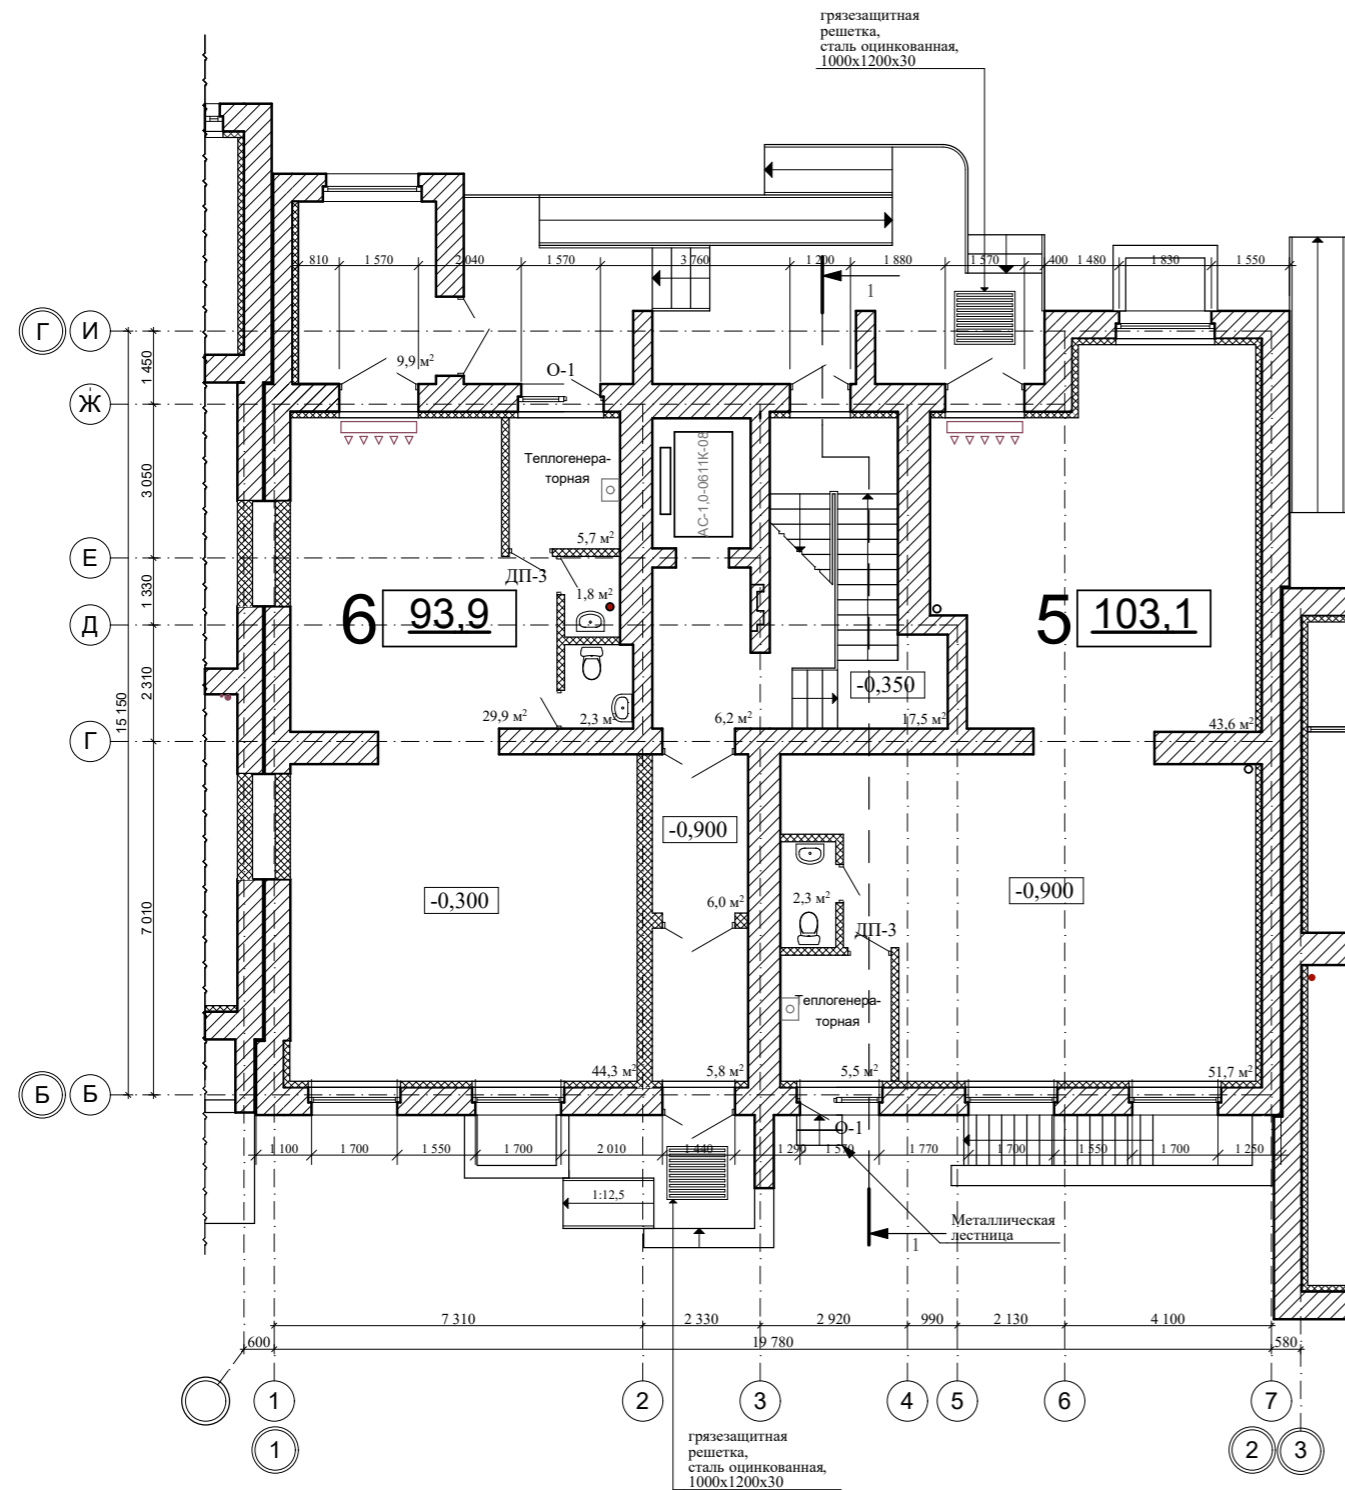 грязезащитная
решетка,
сталь оцинкованная,
1000х1200х30
810 1 570 2 040 1 570 3 760 1 200 1 880 1 570 400 1 480 1 830 1 550
1
Г И
9,9 м²
О-1
1 450
Ж
Теплогенера-
торная
АС-1,0-0611К-08
3 050
5,7 м²
Е
ДП-3
1,8 м²
1 330
6 93,9
5 103,1
Д
-0,350
2 310
15 150
29,9 м² 2,3 м² 6,2 м² 17,5 м² 43,6 м²
Г
-0,900
-0,300
-0,900
2,3 м²
6,0 м²
7 010
ДП-3
Теплогенера-
торная
44,3 м² 5,8 м² 5,5 м² 51,7 м²
Б Б
О-1
1 100 1 700 1 550 1 700 2 010 1 440 1 290 1 570 1 770 1 700 1 550 1 700 1 250
1:12,5
Металлическая
лестница
1
7 310 2 330 2 920 990 2 130 4 100
600 19 780 580
1 2 3 4 5 6 7
1 2 3
грязезащитная
решетка,
сталь оцинкованная,
1000х1200х30